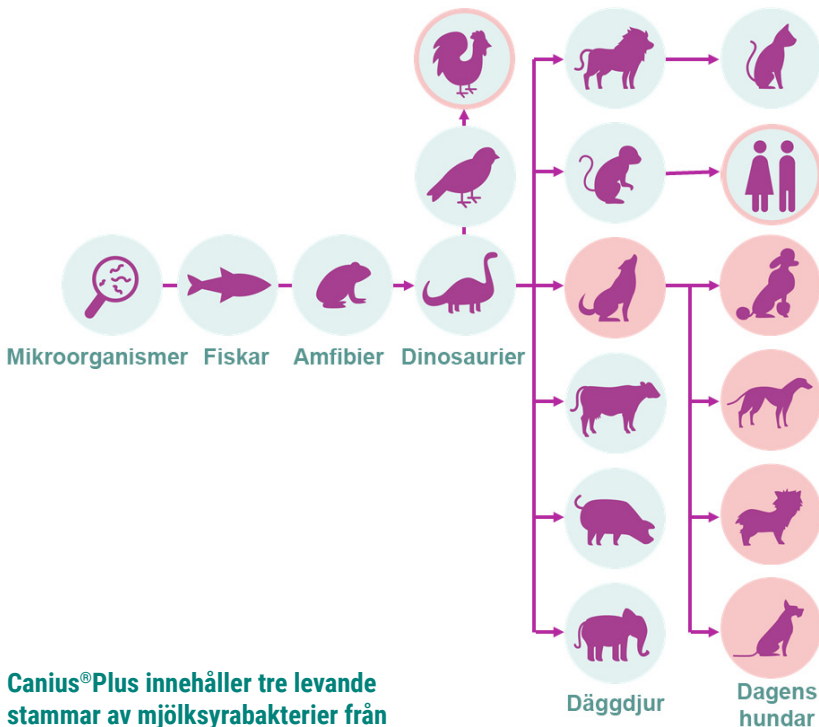 Mikroorganismer Fiskar Amfibier Dinosaurier
Däggdjur
Dagens
hundar
Canius®Plus innehåller tre levande
stammar av mjölksyrabakterier från